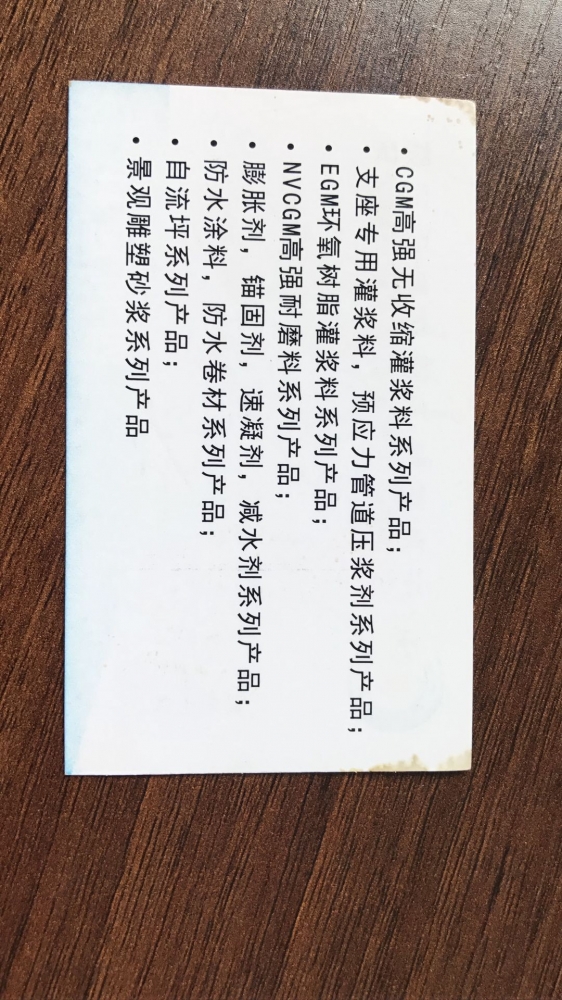 • CGM高强无收缩灌浆料系列产品；
• 支座专用灌浆料，预应力管道压浆剂系列产品；
• EGM环氧树脂灌浆料系列产品；
• NVCGM高强耐磨料系列产品；
• 膨胀剂，锚固剂，速凝剂，减水剂系列产品；
• 防水涂料，防水卷材系列产品；
• 自流坪系列产品；
• 景观雕塑砂浆系列产品